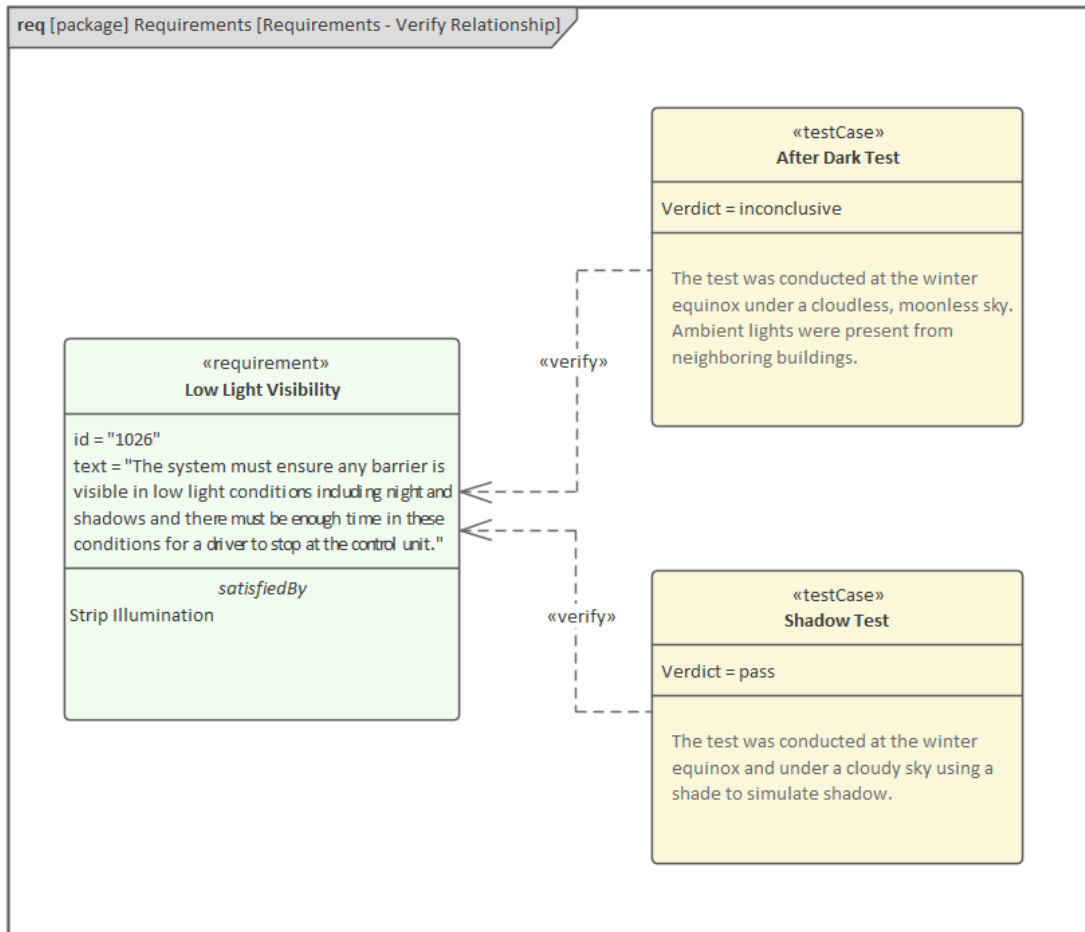 req [package] Requirements [Requirements - Verify Relationship]
«testCase»
After Dark Test
Verdict = inconclusive
The test was conducted at the winter
equinox under a cloudless, moonless sky.
Ambient lights were present from
neighboring buildings.
«verify»
«requirement»
Low Light Visibility
id = "1026"
text = "The system must ensure any barrier is
visible in low light conditions including night and
shadows and there must be enough time in these
conditions for a driver to stop at the control unit."
satisfiedBy
Strip Illumination
«verify»
«testCase»
Shadow Test
Verdict = pass
The test was conducted at the winter
equinox and under a cloudy sky using a
shade to simulate shadow.